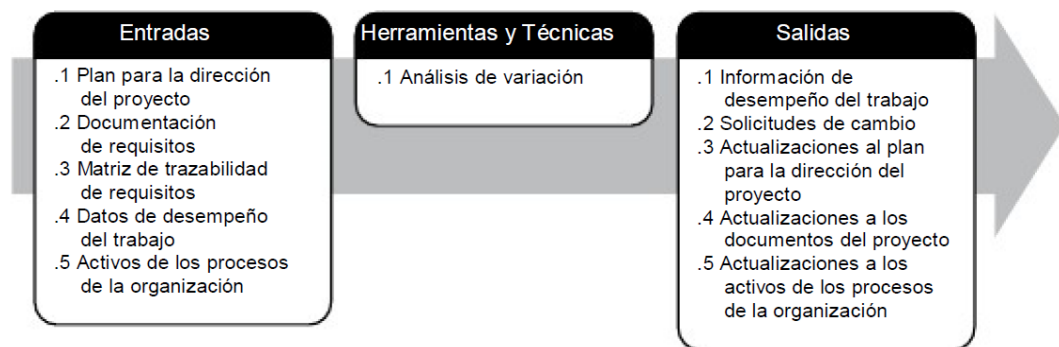 Entradas
.1 Plan para la dirección
del proyecto
.2 Documentación
de requisitos
.3 Matriz de trazabilidad
de requisitos
.4 Datos de desempeño
del trabajo
.5 Activos de los procesos
de la organización
Herramientas y Técnicas
.1 Análisis de variación
Salidas
.1 Información de
desempeño del trabajo
.2 Solicitudes de cambio
.3 Actualizaciones al plan
para la dirección del
proyecto
.4 Actualizaciones a los
documentos del proyecto
.5 Actualizaciones a los
activos de los procesos
de la organización